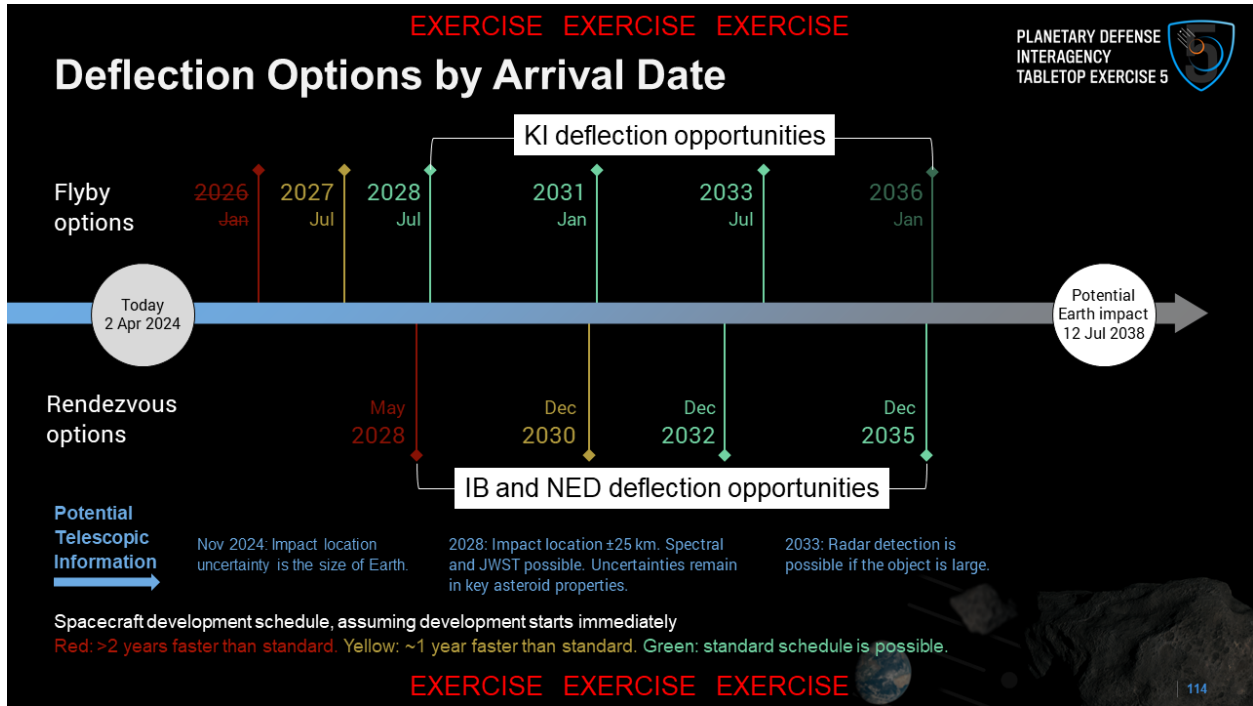 EXERCISE EXERCISE EXERCISE
PLANETARY DEFENSE
INTERAGENCY
TABLETOP EXERCISE 5
5
Deflection Options by Arrival Date
KI deflection opportunities
Flyby
options
2026
Jan
2027
Jul
2028
Jul
2031
Jan
2033
Jul
2036
Jan
Today
2 Apr 2024
Potential
Earth impact
12 Jul 2038
Rendezvous
options
May
2028
Dec
2030
Dec
2032
Dec
2035
IB and NED deflection opportunities
Potential
Telescopic
Information
Nov 2024: Impact location
uncertainty is the size of Earth.
2028: Impact location ±25 km. Spectral
and JWST possible. Uncertainties remain
in key asteroid properties.
2033: Radar detection is
possible if the object is large.
Spacecraft development schedule, assuming development starts immediately
Red: >2 years faster than standard. Yellow: ~1 year faster than standard. Green: standard schedule is possible.
EXERCISE EXERCISE EXERCISE
114